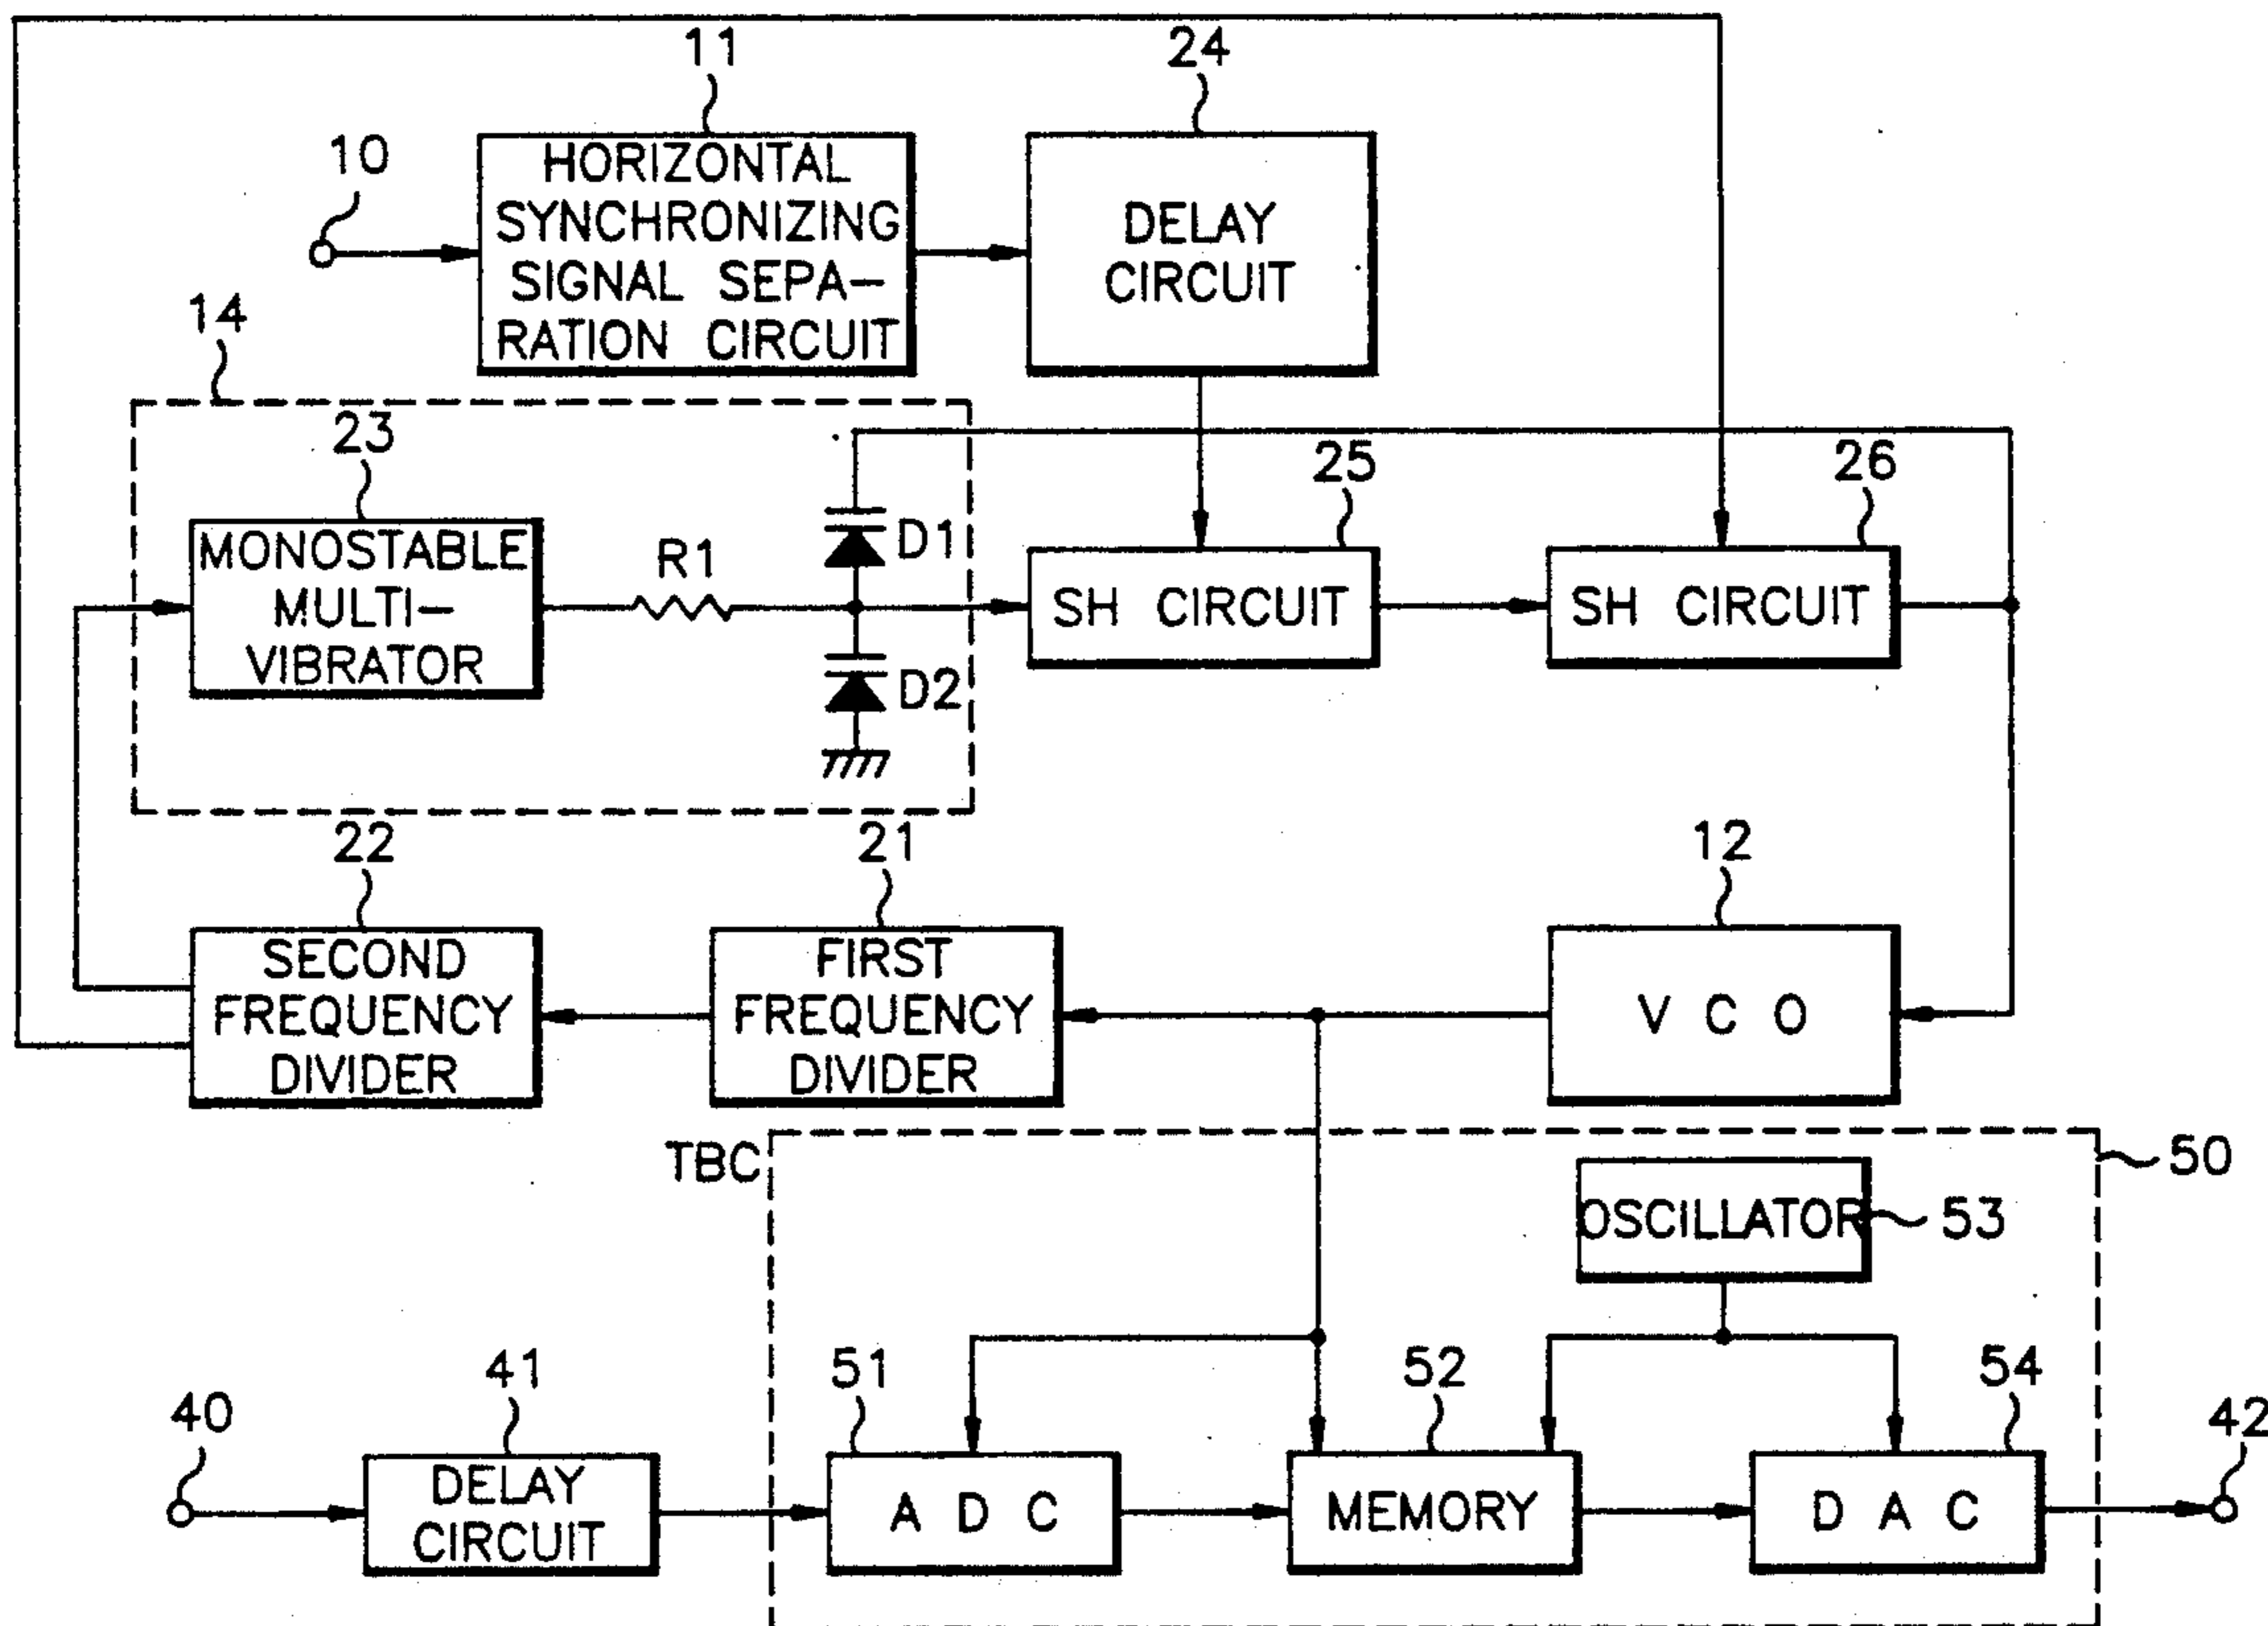 11
24
10
HORIZONTAL
SYNCHRONIZING
SIGNAL SEPA-
RATION CIRCUIT
DELAY
CIRCUIT
14
23
25
26
MONOSTABLE
MULTI-
VIBRATOR
R1
D1
D2
SH CIRCUIT
SH CIRCUIT
22
21
12
SECOND
FREQUENCY
DIVIDER
FIRST
FREQUENCY
DIVIDER
V C O
TBC
50
OSCILLATOR
53
40
41
51
52
54
42
DELAY
CIRCUIT
A D C
MEMORY
D A C